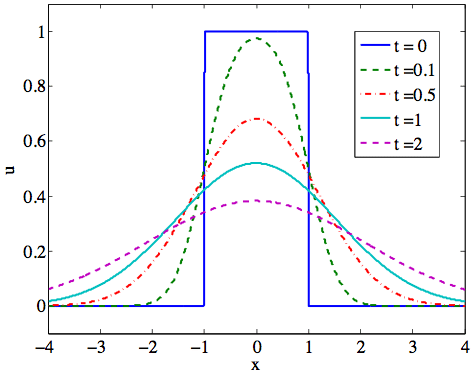 1
0.8
0.6
0.4
0.2
0
u
t = 0
t =0.1
t =0.5
t =1
t =2
−4 −3 −2 −1 0 1 2 3 4
x